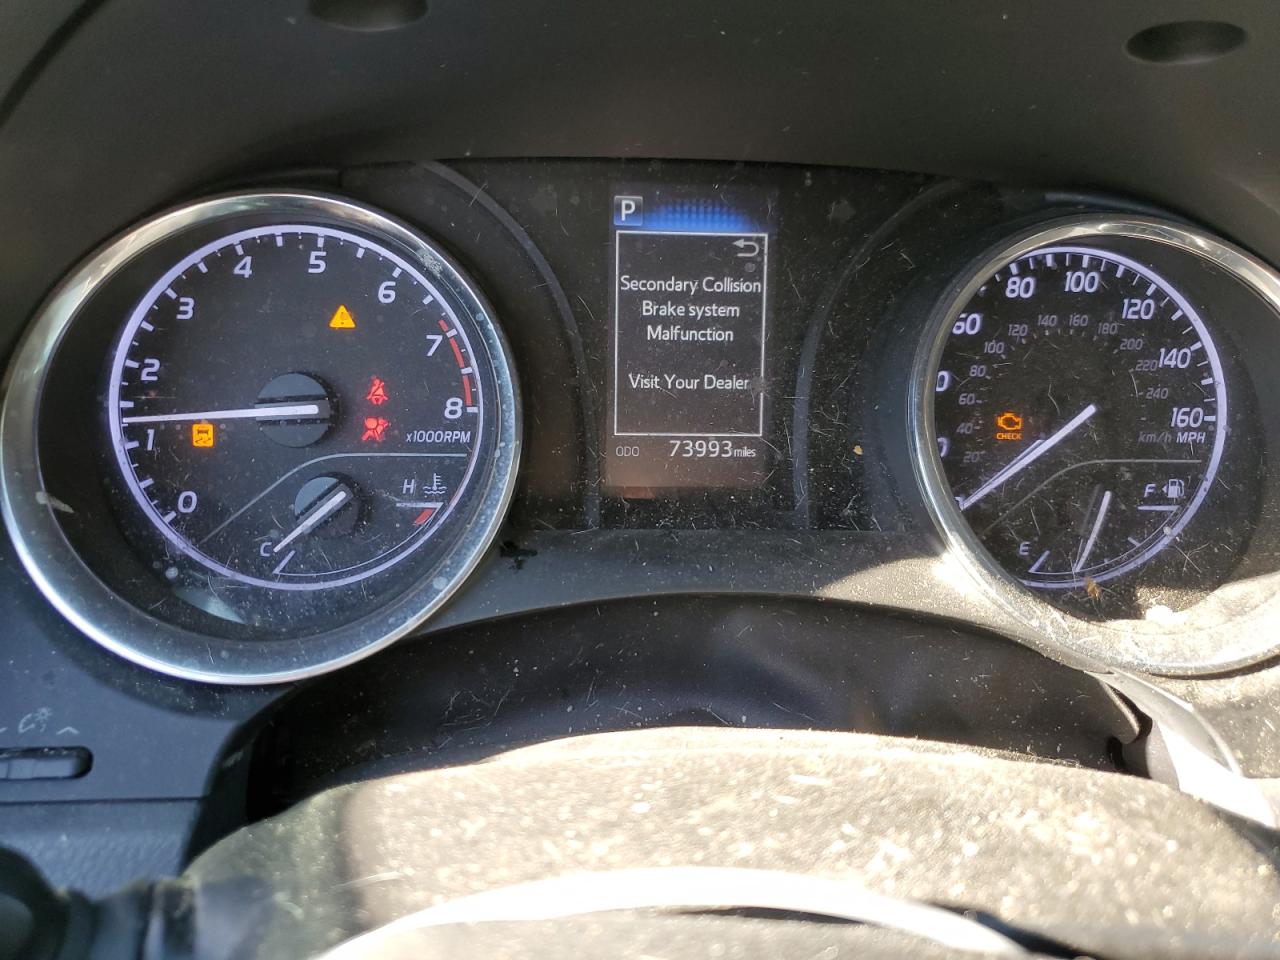 P
Secondary Collision
Brake system
Malfunction
Visit Your Dealer
ODO 73993 miles
0
1
2
3
4
5
6
7
8
x1000RPM
H
C
60
80
100
120
140
160
km/h MPH
20
40
60
80
100
120
140
160
180
200
220
240
CHECK
F
E